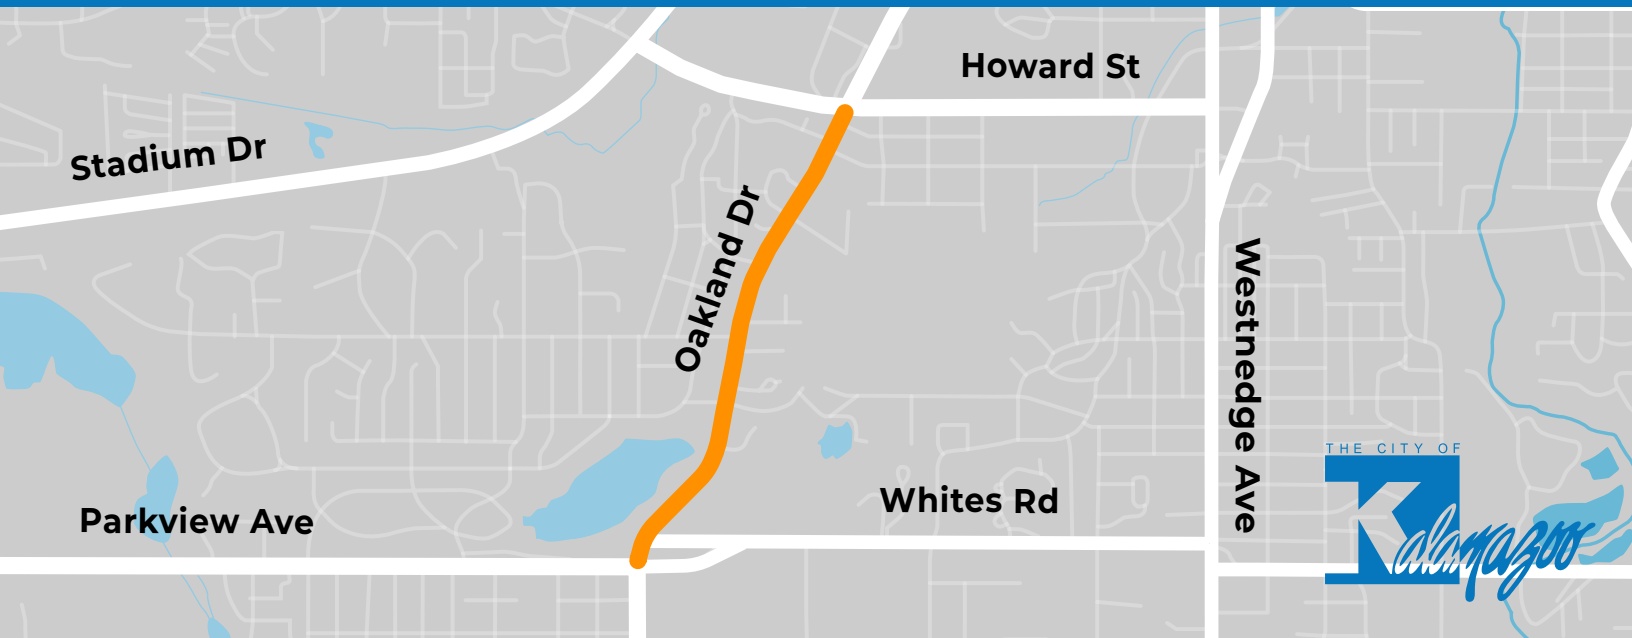 Howard St
Stadium Dr
Oakland Dr
Westnedge Ave
Whites Rd
Parkview Ave
THE CITY OF
Kalamazoo